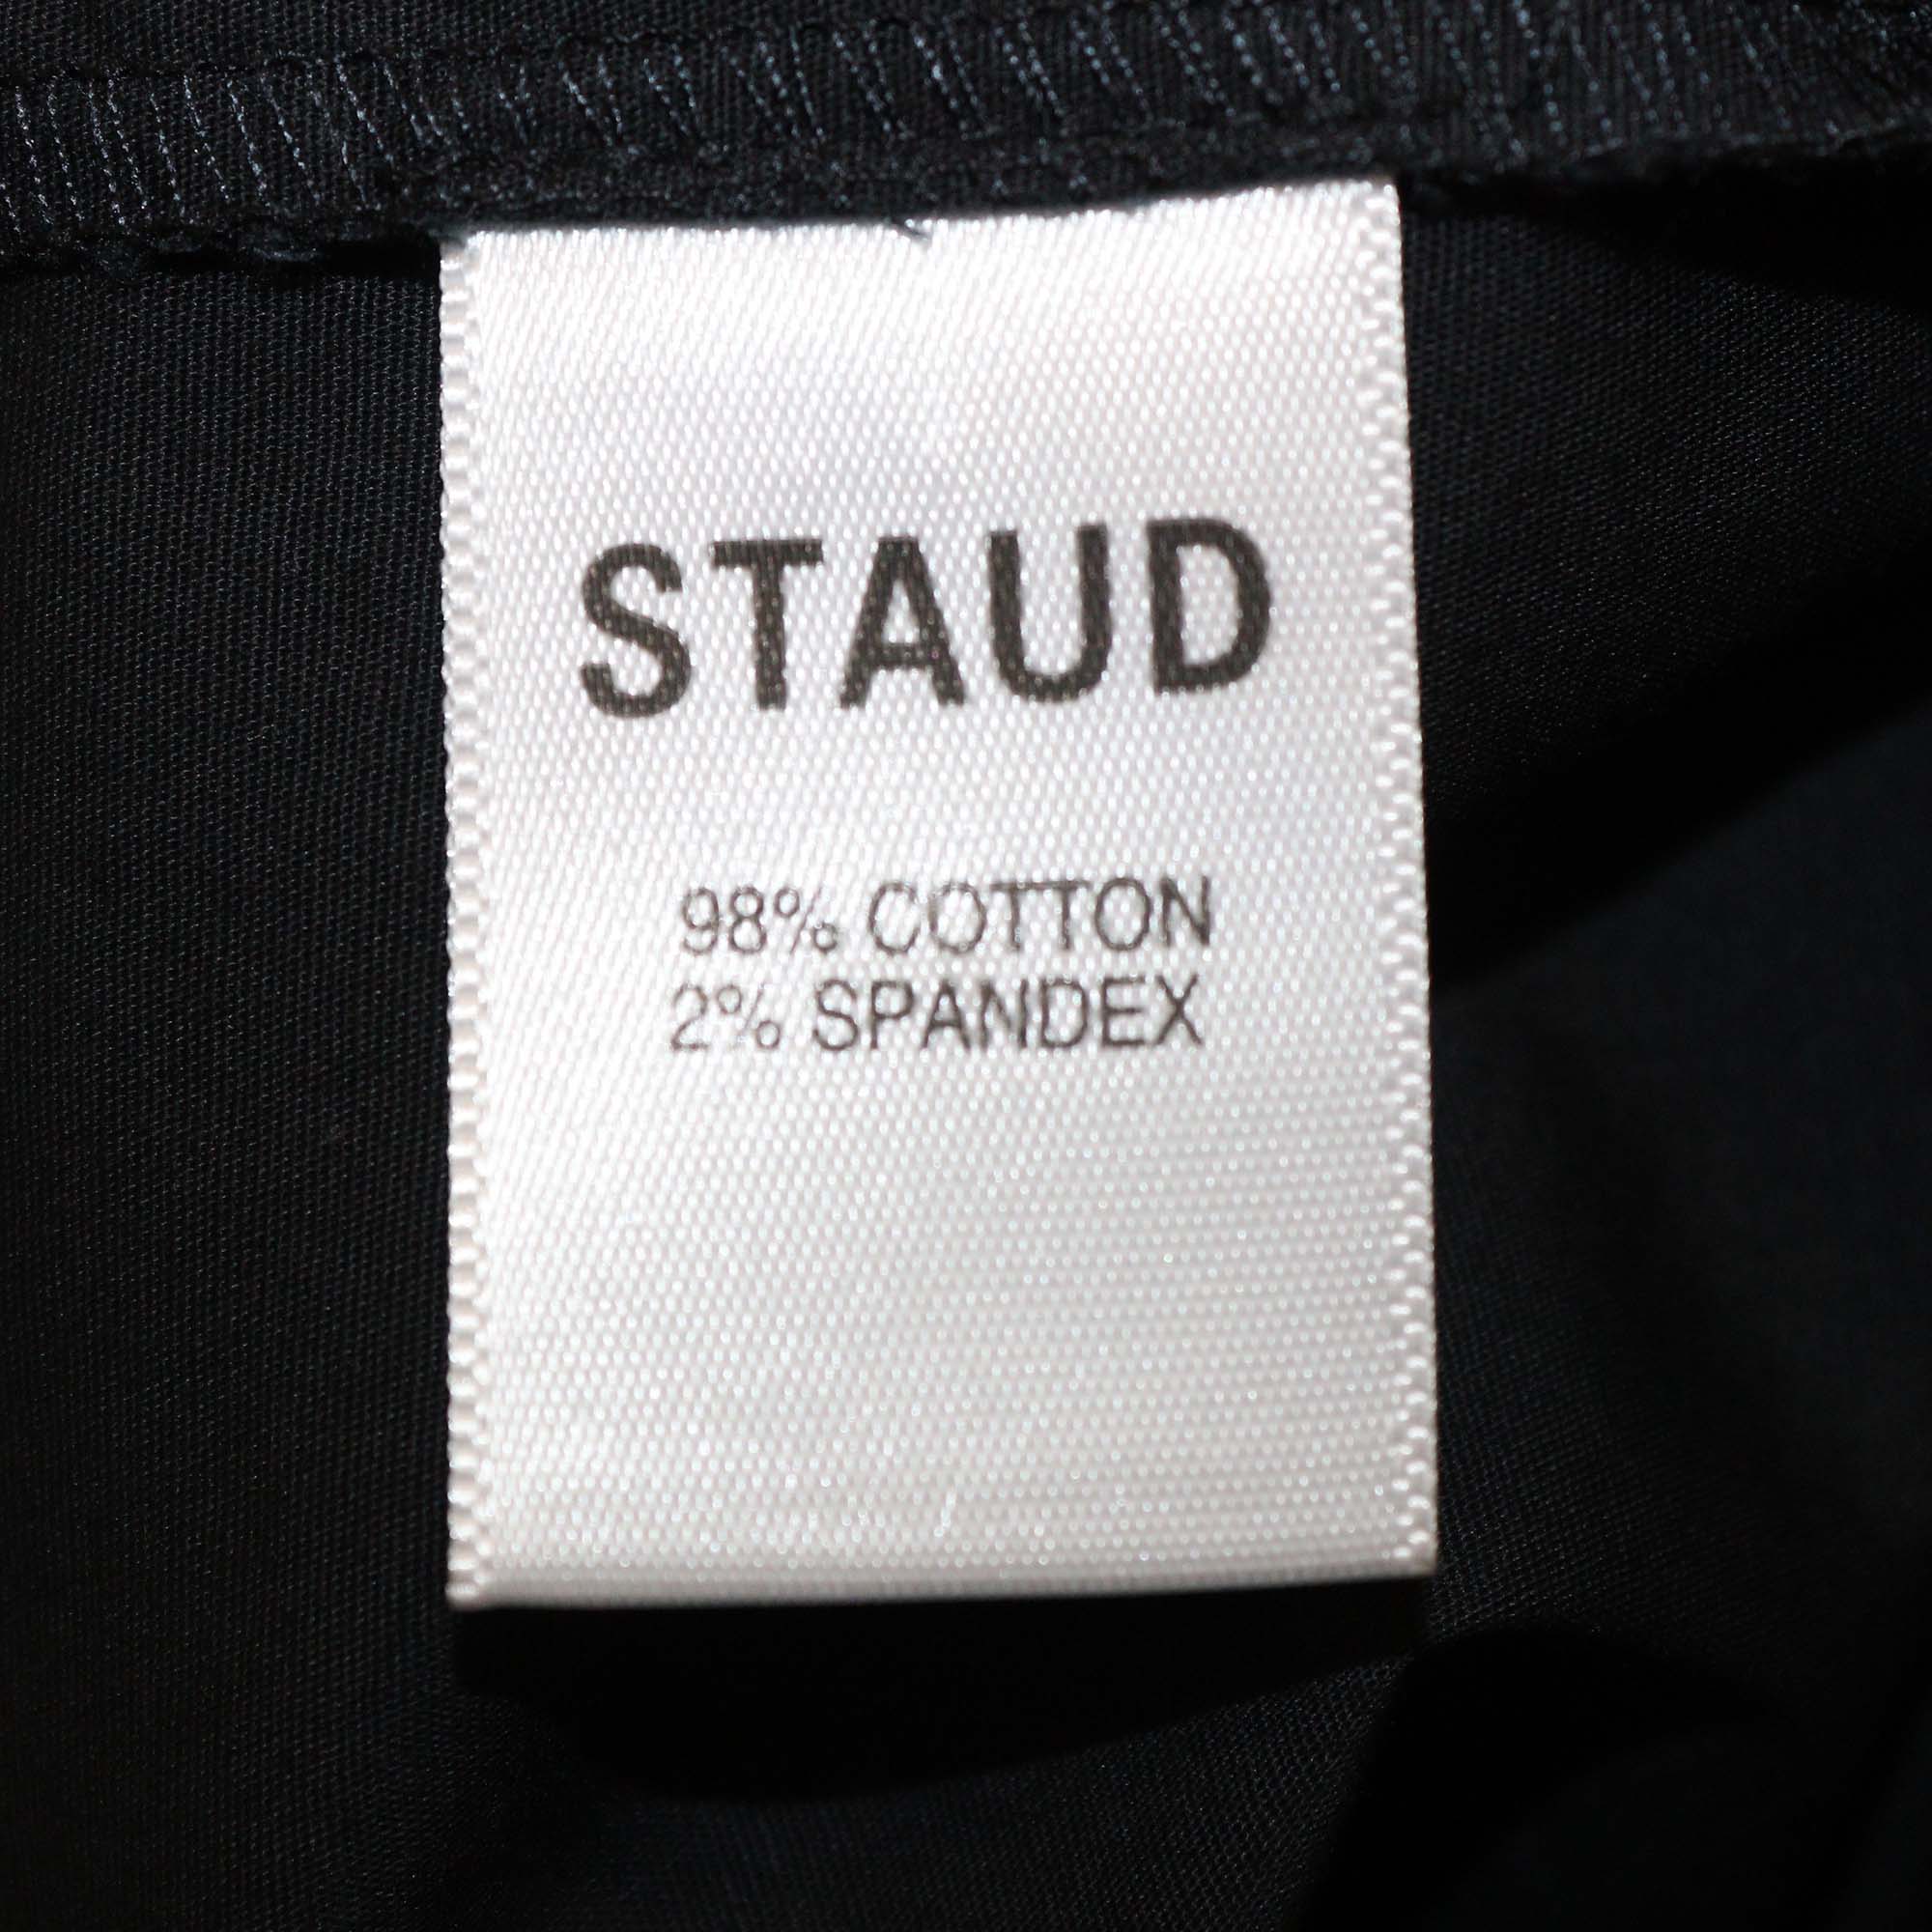 STAUD
98% COTTON
2% SPANDEX